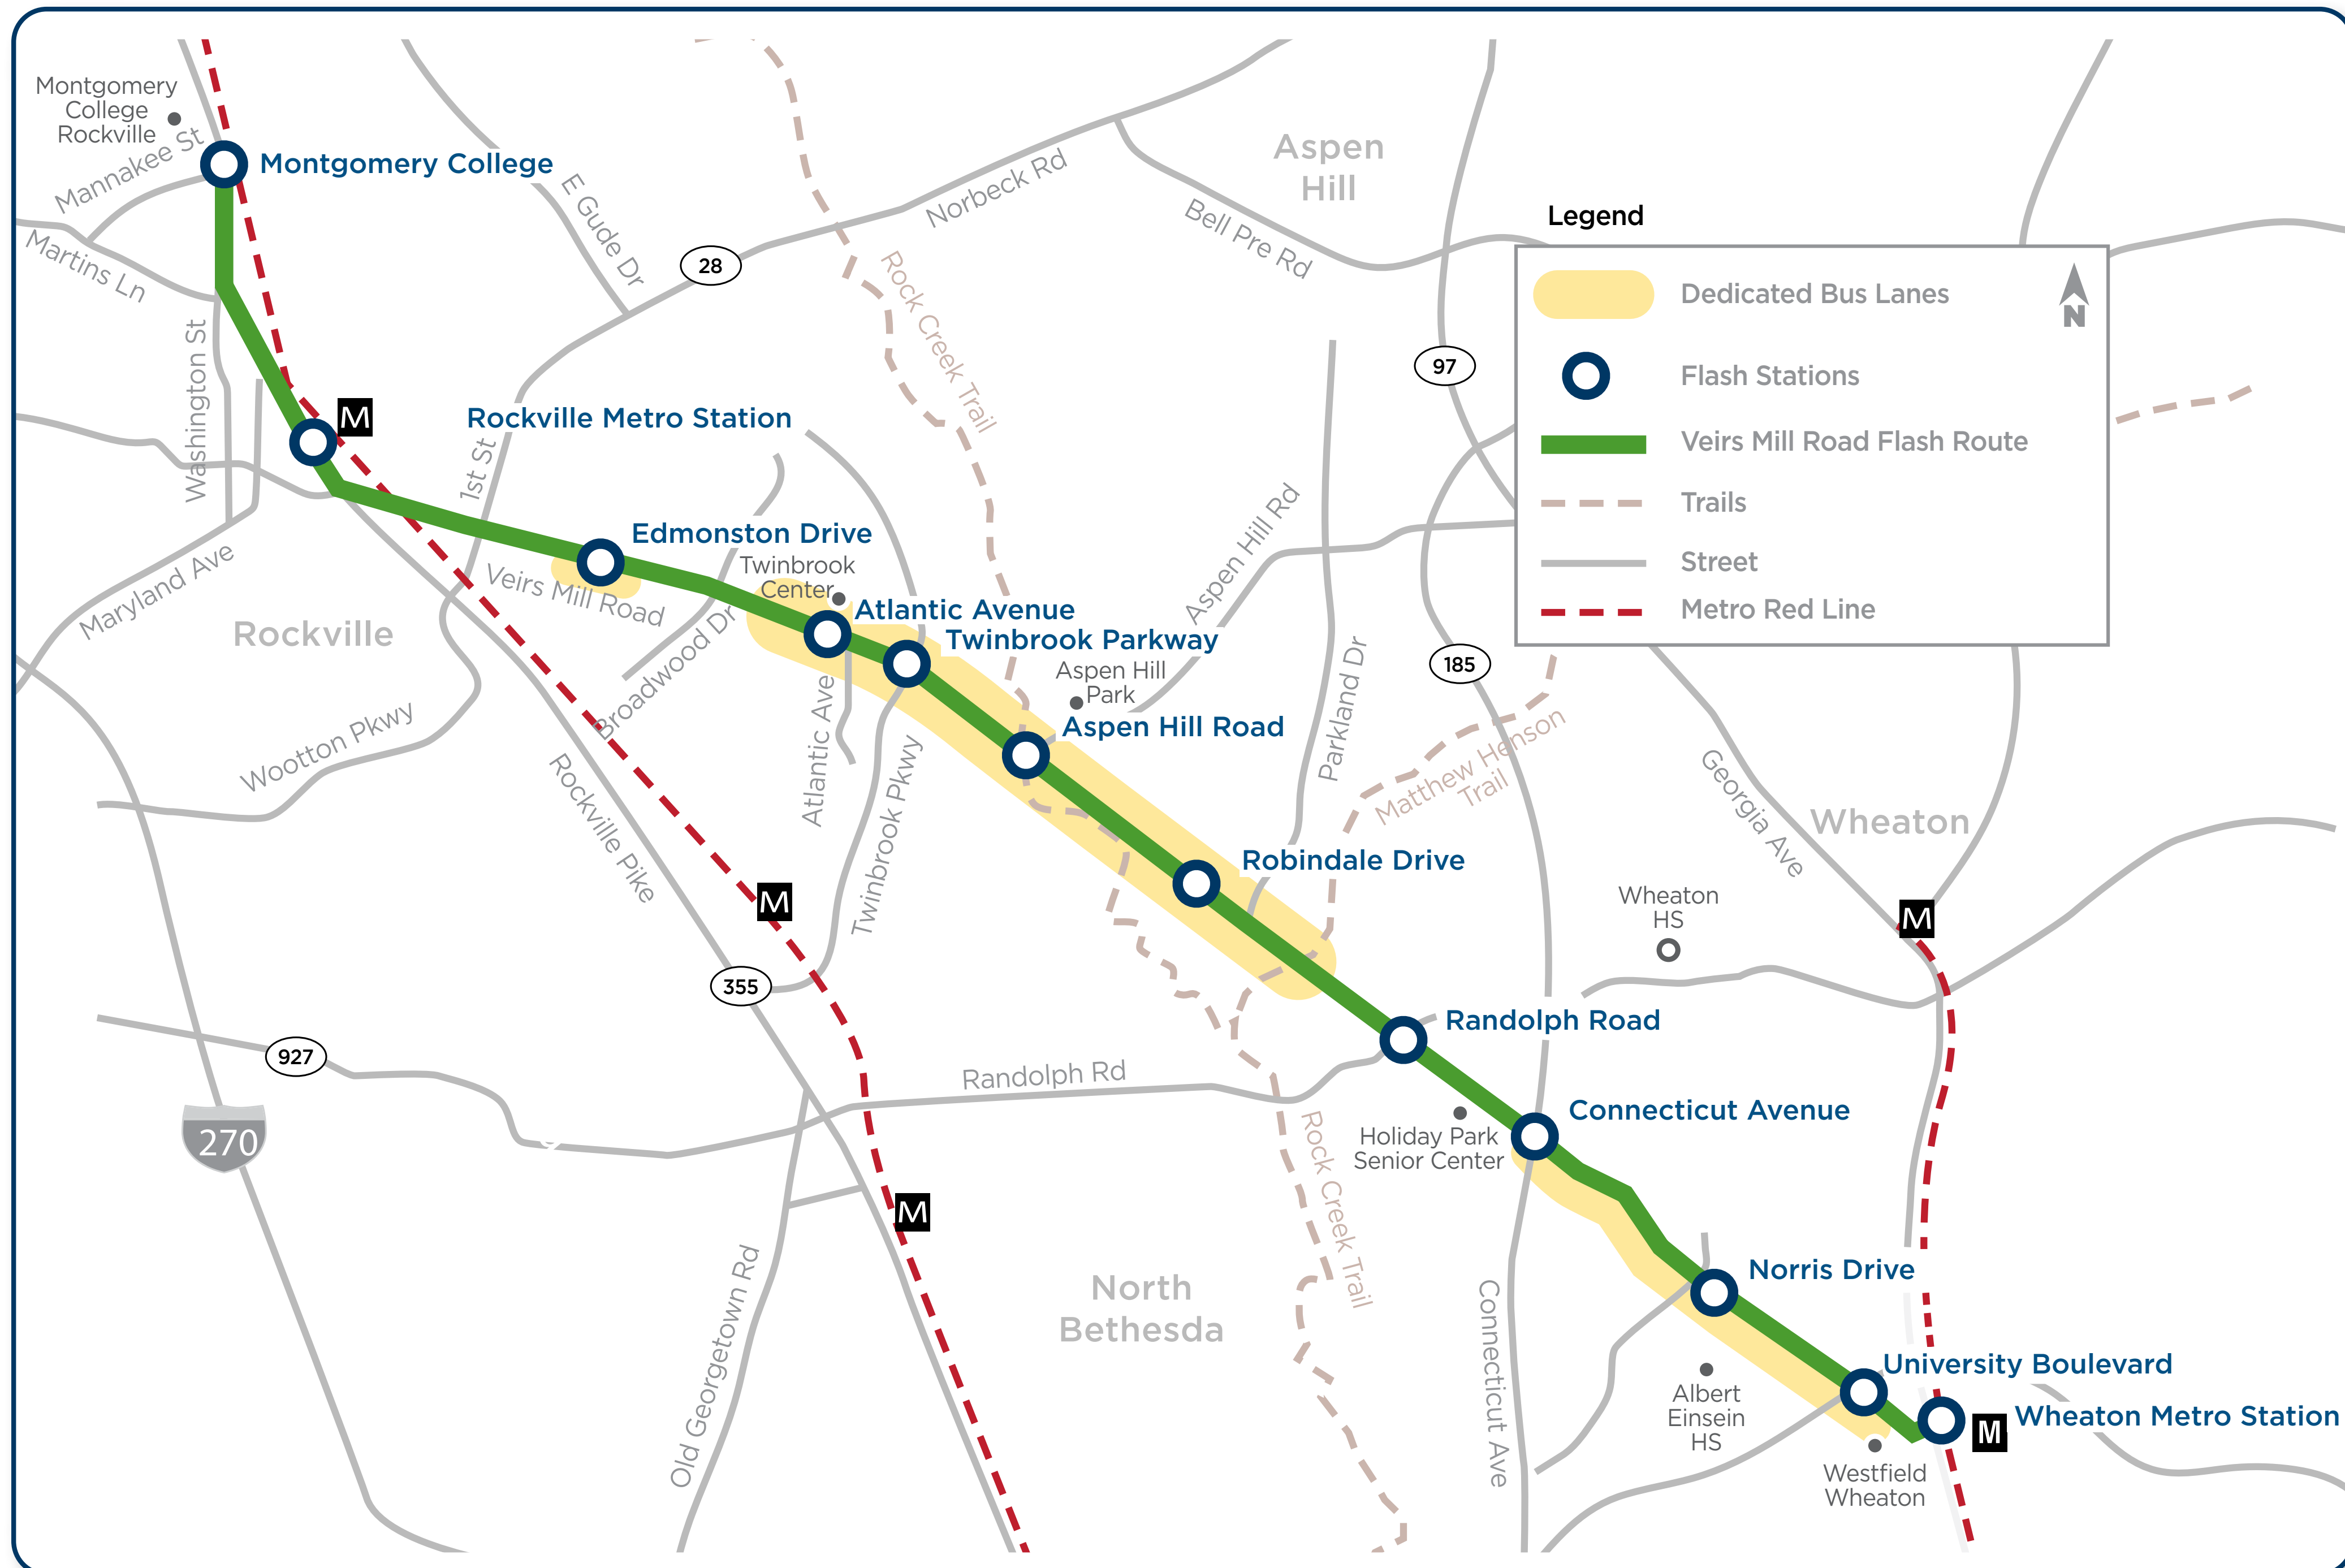 Montgomery
College
Rockville
Mannakee St
Montgomery College
Martins Ln
E Gude Dr
28
Norbeck Rd
Bell Pre Rd
Aspen
Hill
Rock Creek Trail
Washington St
M
Rockville Metro Station
1st St
97
Legend
Dedicated Bus Lanes
N
Flash Stations
Veirs Mill Road Flash Route
Trails
Street
Metro Red Line
Maryland Ave
Rockville
Edmonston Drive
Veirs Mill Road
Twinbrook
Center
Broadwood Dr
Atlantic Avenue
Twinbrook Parkway
Aspen Hill Rd
Aspen Hill
Park
Aspen Hill Road
Parkland Dr
185
Matthew Henson
Trail
Georgia Ave
Wheaton
Wootton Pkwy
Rockville Pike
Atlantic Ave
Twinbrook Pkwy
Robindale Drive
Wheaton
HS
M
M
355
Randolph Road
927
Randolph Rd
270
Connecticut Avenue
Holiday Park
Senior Center
M
Rock Creek Trail
Old Georgetown Rd
North
Bethesda
Connecticut Ave
Norris Drive
University Boulevard
Albert
Einsein
HS
M
Wheaton Metro Station
Westfield
Wheaton